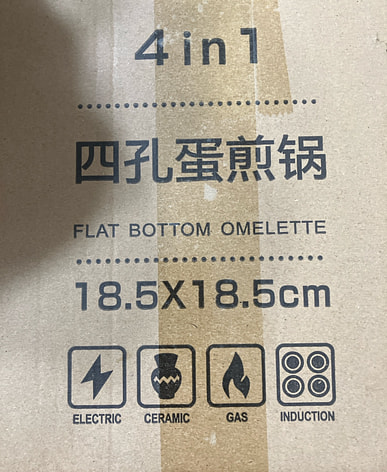 4in1
四孔蛋煎锅
FLAT BOTTOM OMELETTE
18.5X18.5cm
ELECTRIC CERAMIC GAS INDUCTION